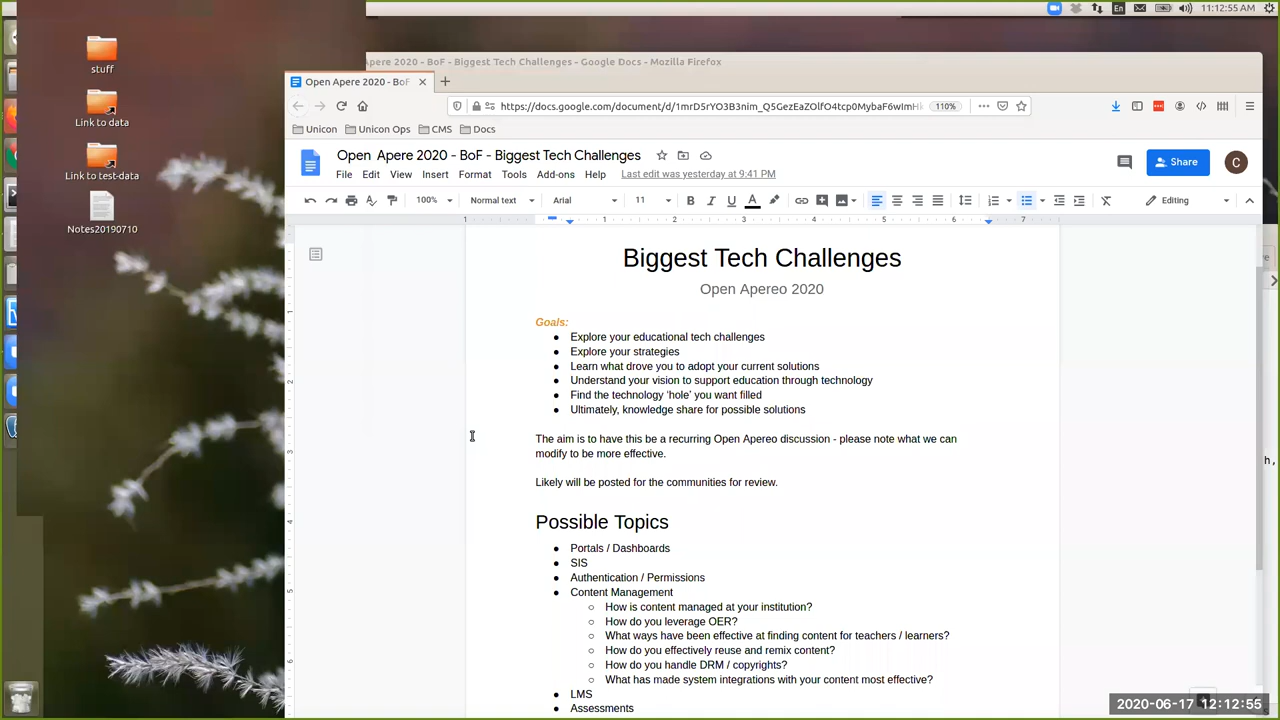 En
11:12:55 AM
stuff
Link to data
Link to test-data
Notes20190710
Apere 2020 - BoF - Biggest Tech Challenges - Google Docs - Mozilla Firefox
Open Apere 2020 - BoF
https://docs.google.com/document/d/1mrD5rYO3B3nim_Q5GezEaZOlfO4tcp0MybaF6wImH
110%
Unicon
Unicon Ops
CMS
Docs
Open Apere 2020 - BoF - Biggest Tech Challenges
Share
C
File Edit View Insert Format Tools Add-ons Help Last edit was yesterday at 9:41 PM
100% Normal text Arial 11 B I U A Editing
1 1 2 3 4 5 6 7
Biggest Tech Challenges
Open Apereo 2020
Goals:
● Explore your educational tech challenges
● Explore your strategies
● Learn what drove you to adopt your current solutions
● Understand your vision to support education through technology
● Find the technology ‘hole’ you want filled
● Ultimately, knowledge share for possible solutions
The aim is to have this be a recurring Open Apereo discussion - please note what we can
modify to be more effective.
h,
Likely will be posted for the communities for review.
Possible Topics
● Portals / Dashboards
● SIS
● Authentication / Permissions
● Content Management
○ How is content managed at your institution?
○ How do you leverage OER?
○ What ways have been effective at finding content for teachers / learners?
○ How do you effectively reuse and remix content?
○ How do you handle DRM / copyrights?
○ What has made system integrations with your content most effective?
● LMS
● Assessments
2020-06-17 12:12:55